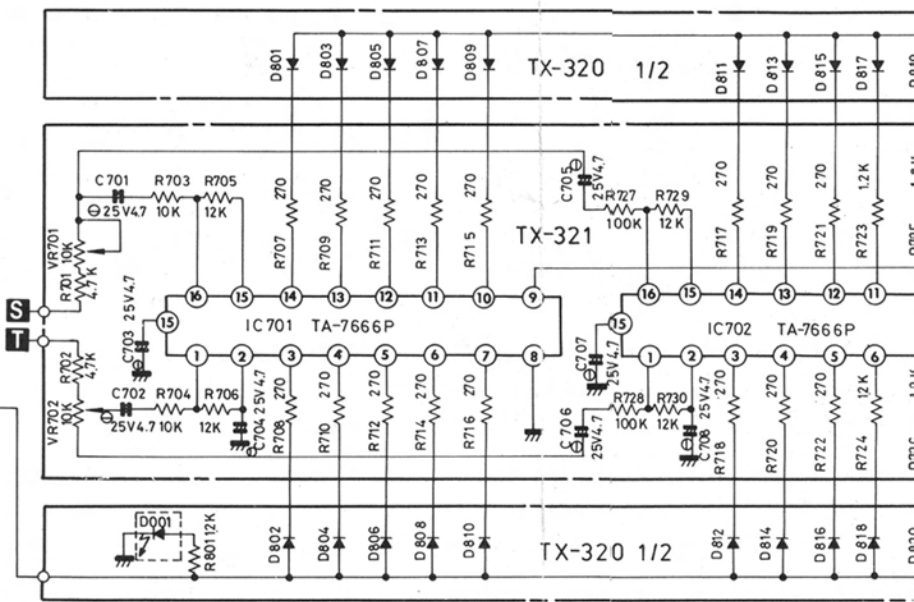 D801
D803
D805
D807
D809
TX-320 1/2
D811
D813
D815
D817
C701
R703
R705
25V4.7
10K
12K
270
270
270
270
270
C705
25V4.7
R727
R729
100K
12K
270
270
270
1.2K
VR701
10K
R701
4.7K
R707
R709
R711
R713
R715
TX-321
R717
R719
R721
R723
S
16
15
14
13
12
11
10
9
16
15
14
13
12
11
C703
25V4.7
15
IC701 TA-7666P
15
IC702 TA-7666P
T
1
2
3
4
5
6
7
8
1
2
3
4
5
6
R702
4.7K
VR702
10K
C702
R704
R706
25V4.7
10K
12K
C704
25V4.7
270
270
270
270
270
R708
R710
R712
R714
R716
C707
25V4.7
C706
25V4.7
R728
R730
100K
12K
C708
25V4.7
270
270
270
12K
R718
R720
R722
R724
D001
R801
12K
D802
D804
D806
D808
D810
TX-320 1/2
D812
D814
D816
D818